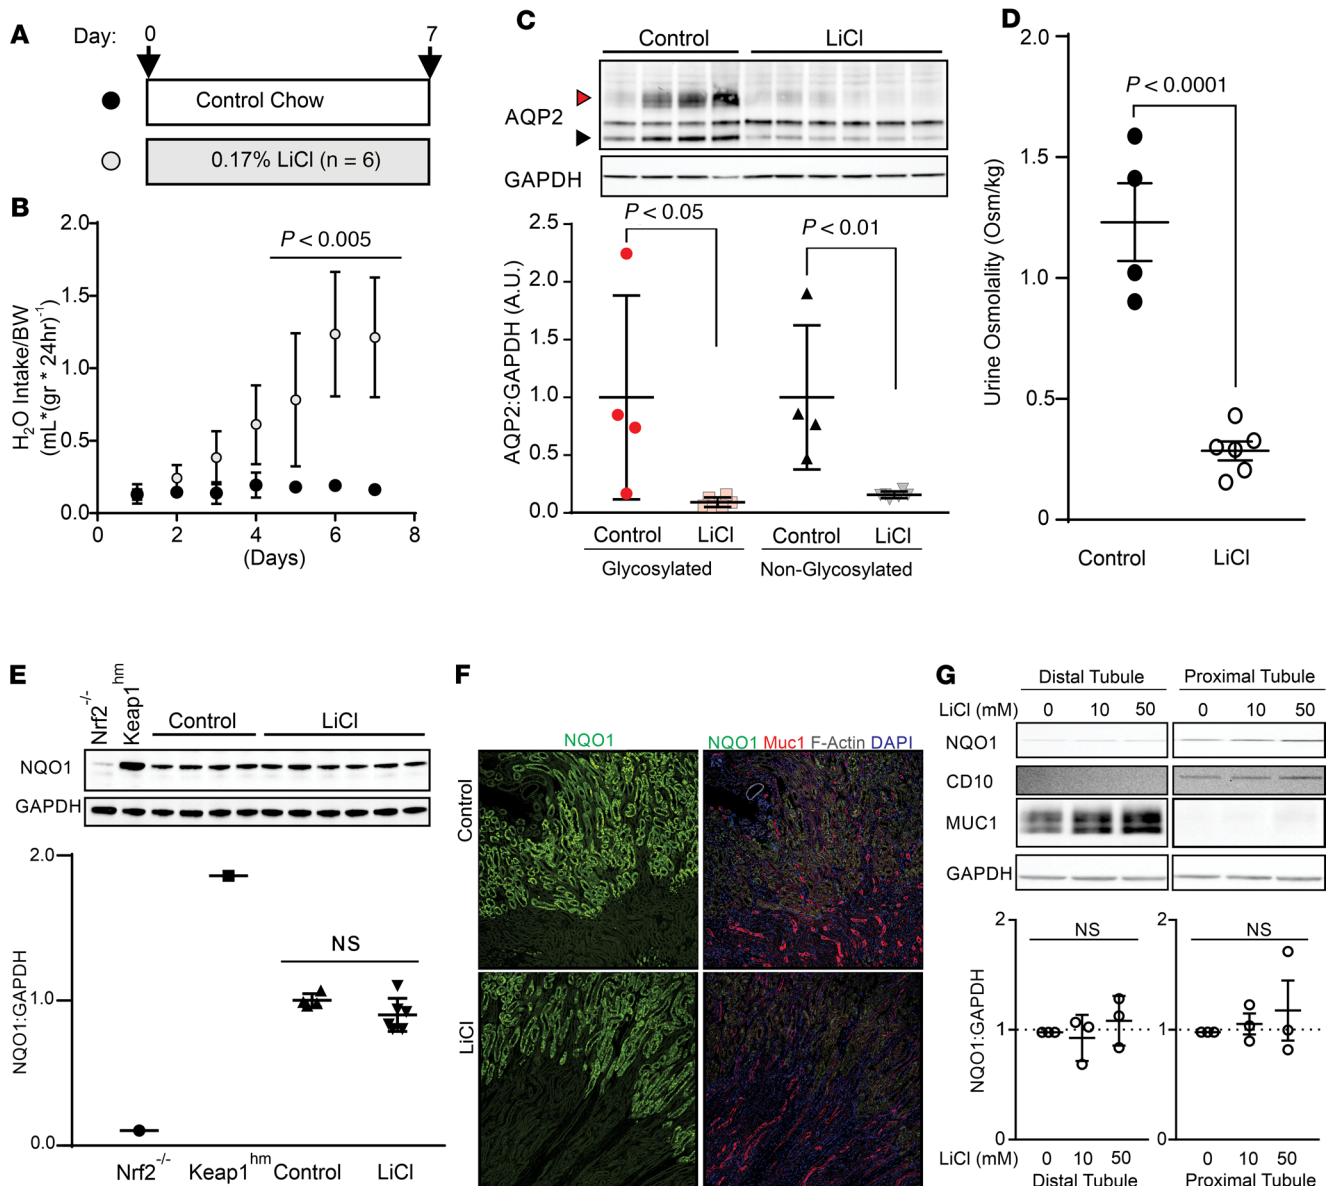 A
Day: 0 7
Control Chow
0.17% LiCl (n = 6)
B
P < 0.005
H2O Intake/BW
(mL*(gr * 24hr)-1)
2.0
1.5
1.0
0.5
0.0
0 2 4 6 8
(Days)
C
Control LiCl
AQP2
GAPDH
P < 0.05
P < 0.01
AQP2:GAPDH (A.U.)
2.5
2.0
1.5
1.0
0.5
0.0
Control LiCl Control LiCl
Glycosylated Non-Glycosylated
D
P < 0.0001
Urine Osmolality (Osm/kg)
2.0
1.5
1.0
0.5
0
Control LiCl
E
Nrf2-/- Keap1hm Control LiCl
NQO1
GAPDH
NS
NQO1:GAPDH
2.0
1.0
0.0
Nrf2-/- Keap1hm Control LiCl
F
NQO1 NQO1 Muc1 F-Actin DAPI
Control
LiCl
G
Distal Tubule Proximal Tubule
LiCl (mM) 0 10 50 0 10 50
NQO1
CD10
MUC1
GAPDH
NS NS
NQO1:GAPDH
2 2
1 1
0 0
LiCl (mM) 0 10 50 0 10 50
Distal Tubule Proximal Tubule